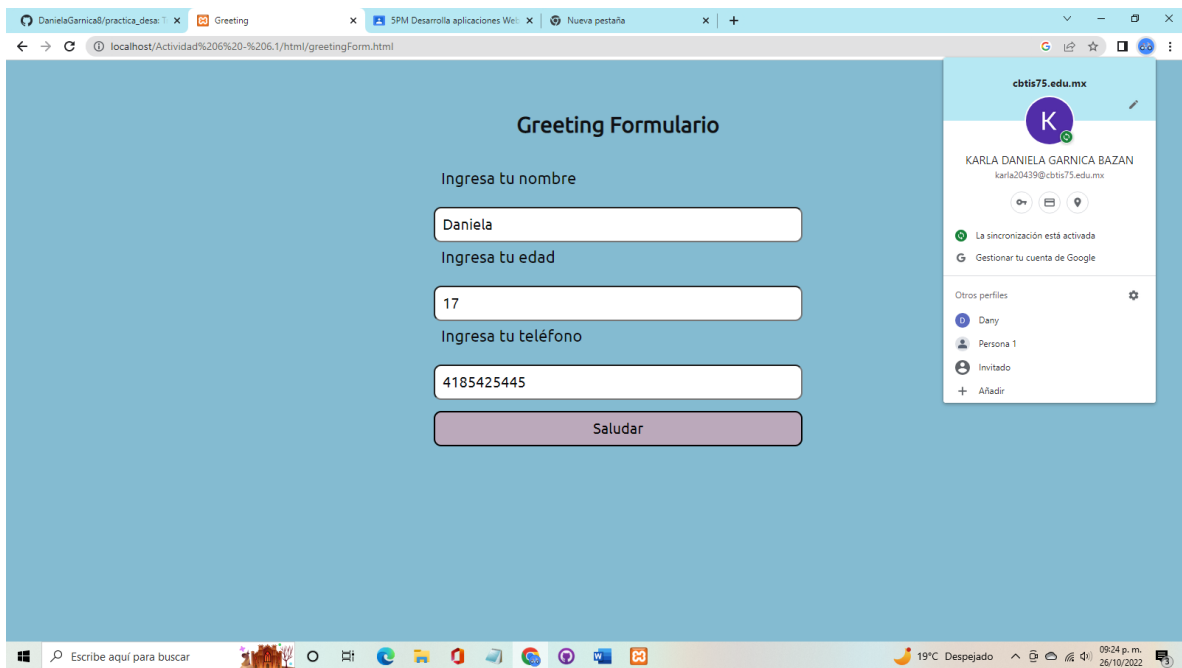 DanielaGarnica8/practica_desa: T
Greeting
5PM Desarrolla aplicaciones Web
Nueva pestaña
localhost/Actividad%206%20-%206.1/html/greetingForm.html
cbtis75.edu.mx
K
KARLA DANIELA GARNICA BAZAN
karla20439@cbtis75.edu.mx
La sincronización está activada
G Gestionar tu cuenta de Google
Otros perfiles
D Dany
Persona 1
Invitado
+ Añadir
Greeting Formulario
Ingresa tu nombre
Daniela
Ingresa tu edad
17
Ingresa tu teléfono
4185425445
Saludar
Escribe aquí para buscar
19°C Despejado
09:24 p. m.
26/10/2022
3